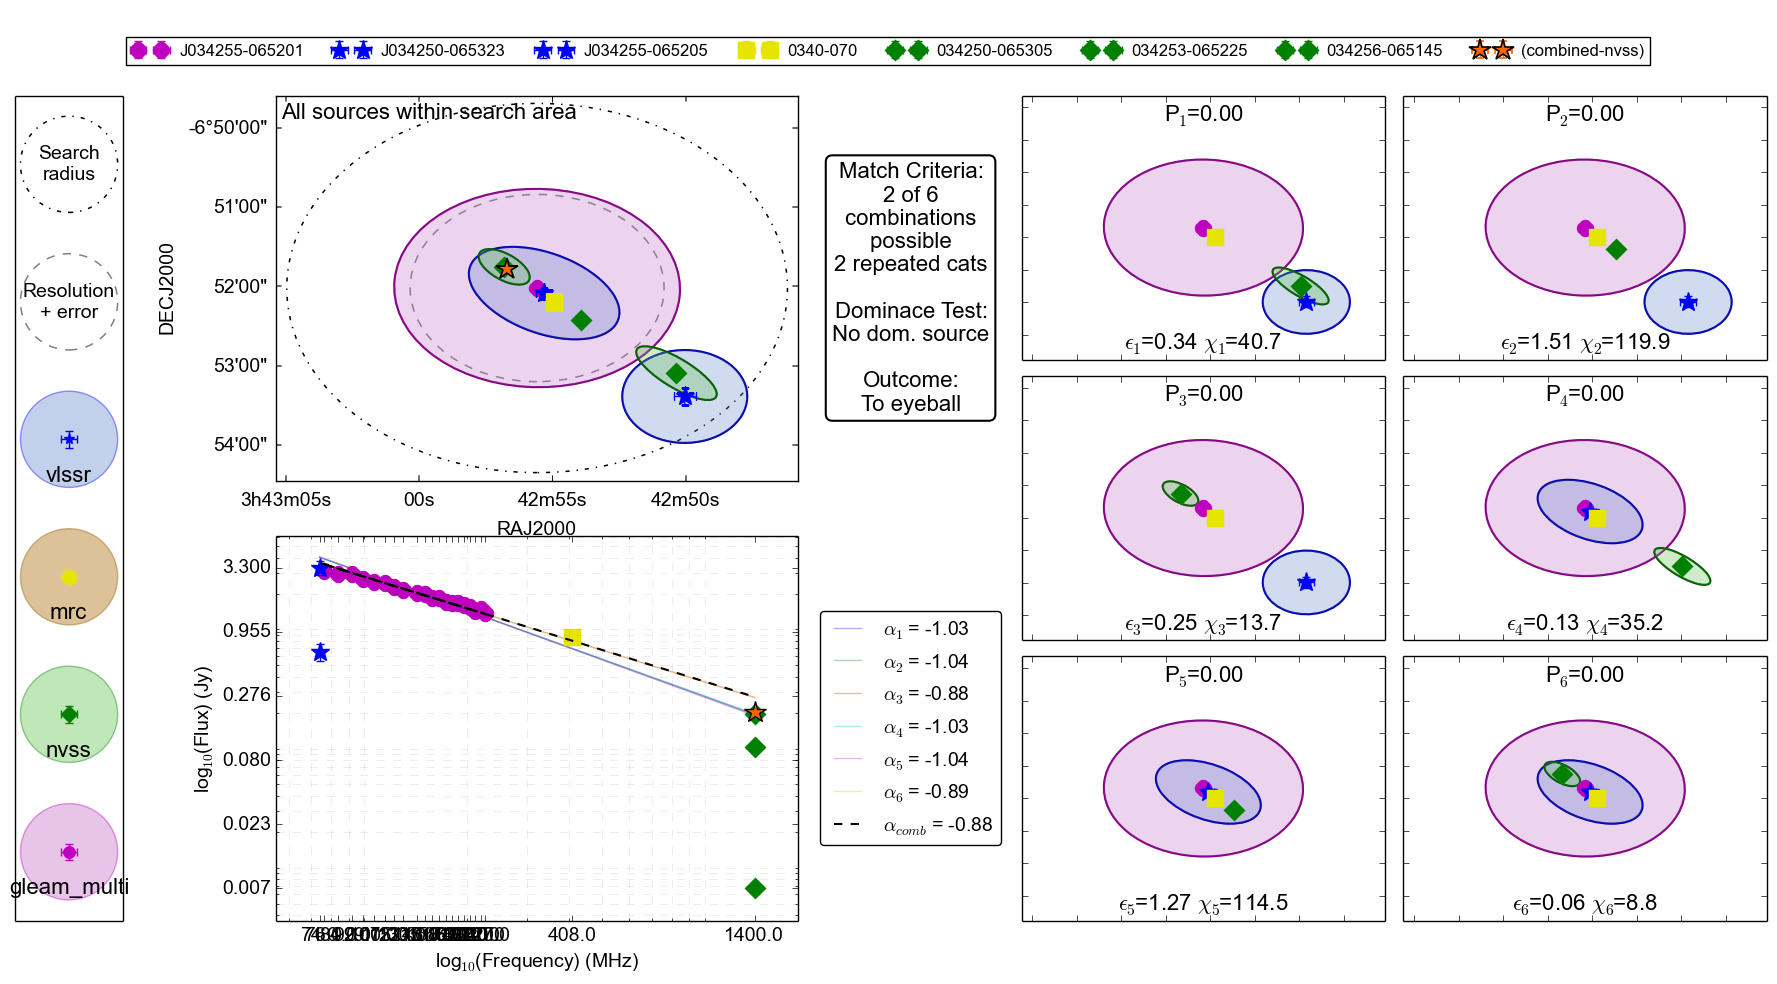 J034255-065201 J034250-065323 J034255-065205 0340-070 034250-065305 034253-065225 034256-065145 (combined-nvss)
Search
radius
Resolution
+ error
vlssr
mrc
nvss
gleam_multi
All sources within search area
DECJ2000
-6°50'00"
51'00"
52'00"
53'00"
54'00"
3h43m05s 00s 42m55s 42m50s
RAJ2000
log10(Flux) (Jy)
3.300
0.955
0.276
0.080
0.023
0.007
408.0 1400.0
log10(Frequency) (MHz)
Match Criteria:
2 of 6
combinations
possible
2 repeated cats
Dominace Test:
No dom. source
Outcome:
To eyeball
α1 = -1.03
α2 = -1.04
α3 = -0.88
α4 = -1.03
α5 = -1.04
α6 = -0.89
αcomb = -0.88
P1=0.00
ϵ1=0.34 χ1=40.7
P2=0.00
ϵ2=1.51 χ2=119.9
P3=0.00
ϵ3=0.25 χ3=13.7
P4=0.00
ϵ4=0.13 χ4=35.2
P5=0.00
ϵ5=1.27 χ5=114.5
P6=0.00
ϵ6=0.06 χ6=8.8